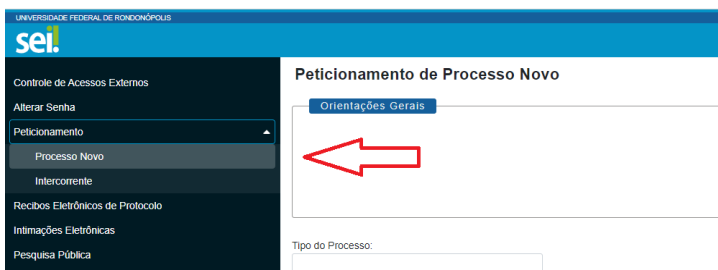 UNIVERSIDADE FEDERAL DE RONDONÓPOLIS
sei!
Controle de Acessos Externos
Alterar Senha
Peticionamento
Processo Novo
Intercorrente
Recibos Eletrônicos de Protocolo
Intimações Eletrônicas
Pesquisa Pública
Peticionamento de Processo Novo
Orientações Gerais
Tipo do Processo: